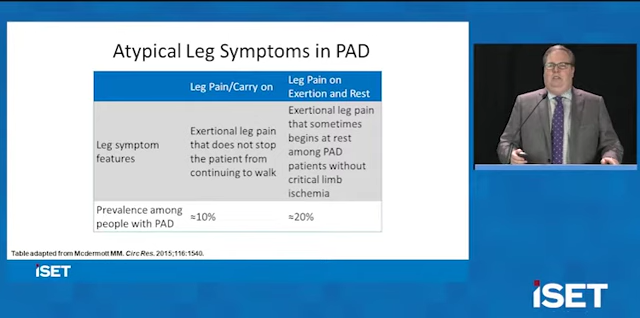 Atypical Leg Symptoms in PAD
Leg Pain/Carry on
Leg Pain on
Exertion and Rest
Leg symptom
features
Exertional leg pain
that does not stop
the patient from
continuing to walk
Exertional leg pain
that sometimes
begins at rest
among PAD
patients without
critical limb
ischemia
Prevalence among
people with PAD
≈10%
≈20%
Table adapted from Mcdermott MM. Circ Res. 2015;116:1540.
iSET
iSET